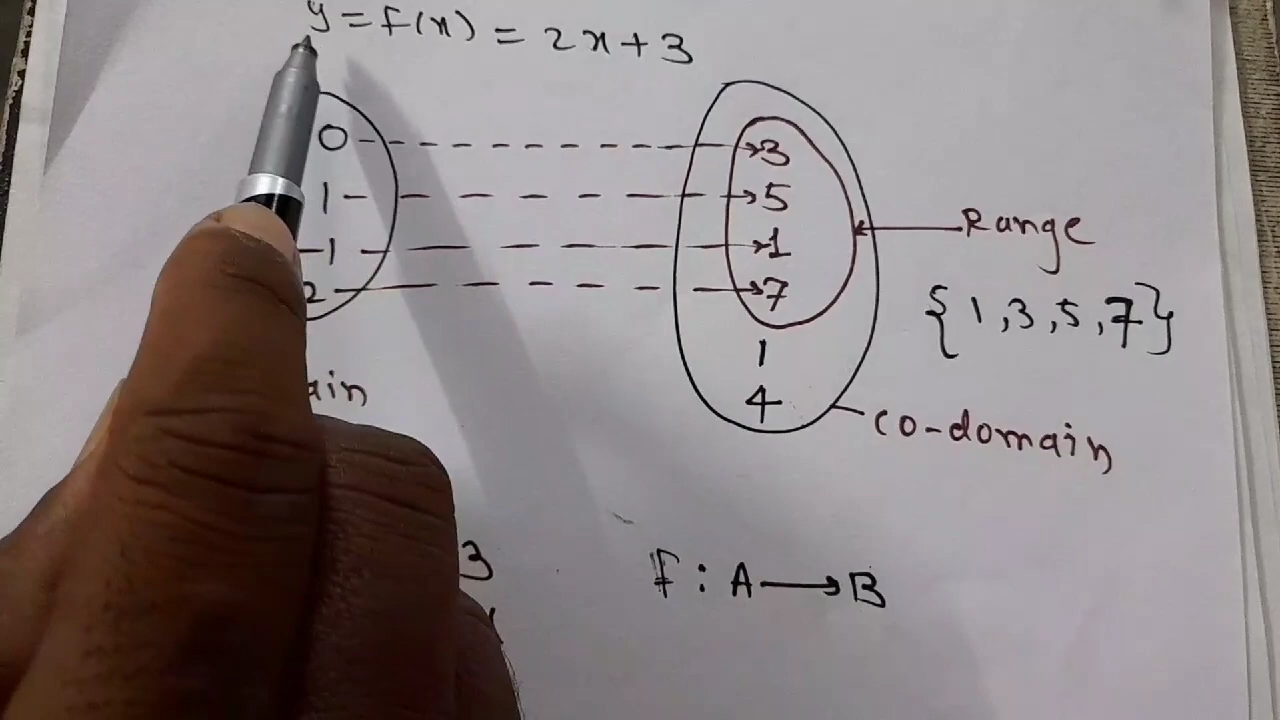 y = f(x) = 2x+3
0 3
1 5
-1 1
2 7
Range
{1,3,5,7}
1
4
co-domain
ain
3
F : A → B